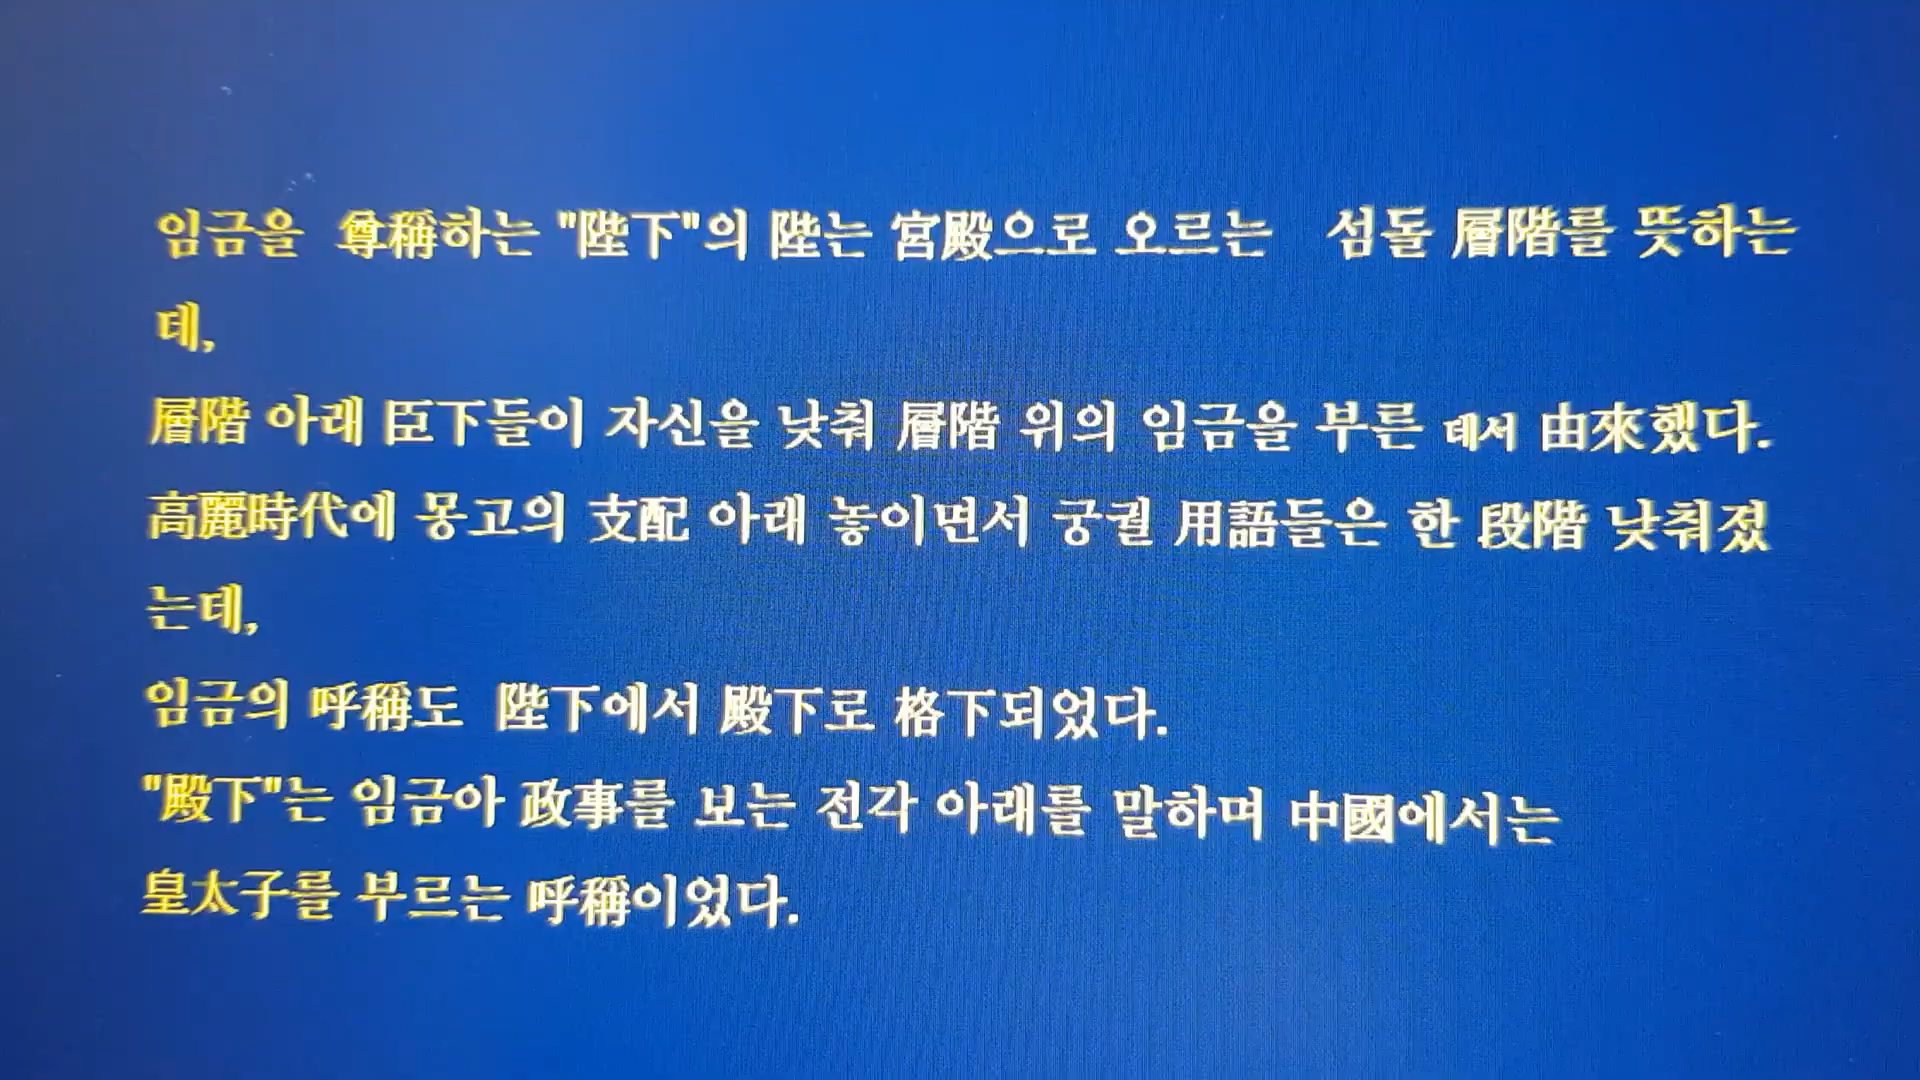 임금을 尊稱하는 "陛下"의 陛는 宮殿으로 오르는 섬돌 層階를 뜻하는
데,
層階 아래 臣下들이 자신을 낮춰 層階 위의 임금을 부른 데서 由來했다.
高麗時代에 몽고의 支配 아래 놓이면서 궁궐 用語들은 한 段階 낮춰졌
는데,
임금의 呼稱도 陛下에서 殿下로 格下되었다.
"殿下"는 임금아 政事를 보는 전각 아래를 말하며 中國에서는
皇太子를 부르는 呼稱이었다.